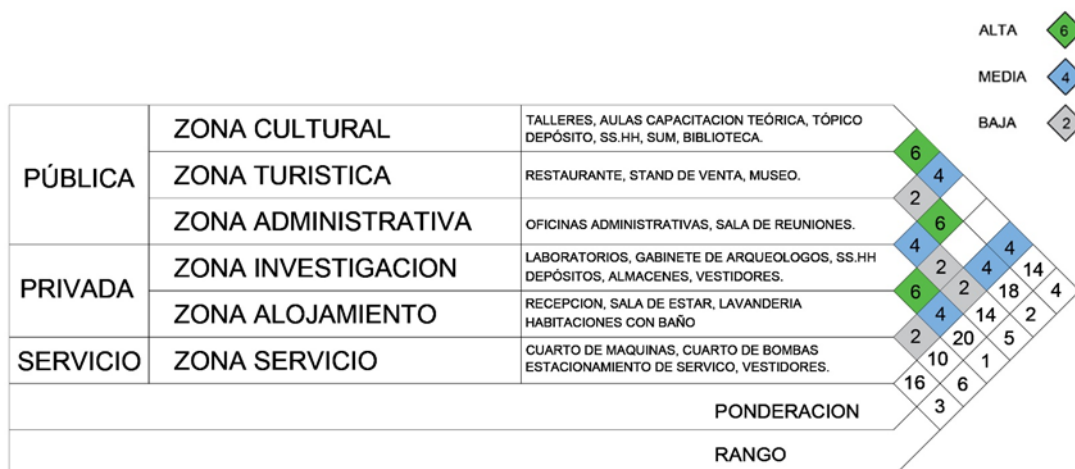 ALTA 6
MEDIA 4
BAJA 2
PÚBLICA
ZONA CULTURAL
TALLERES, AULAS CAPACITACION TEÓRICA, TÓPICO
DEPÓSITO, SS.HH, SUM, BIBLIOTECA.
ZONA TURISTICA
RESTAURANTE, STAND DE VENTA, MUSEO.
ZONA ADMINISTRATIVA
OFICINAS ADMINISTRATIVAS, SALA DE REUNIONES.
PRIVADA
ZONA INVESTIGACION
LABORATORIOS, GABINETE DE ARQUEOLOGOS, SS.HH
DEPÓSITOS, ALMACENES, VESTIDORES.
ZONA ALOJAMIENTO
RECEPCION, SALA DE ESTAR, LAVANDERIA
HABITACIONES CON BAÑO
SERVICIO
ZONA SERVICIO
CUARTO DE MAQUINAS, CUARTO DE BOMBAS
ESTACIONAMIENTO DE SERVICO, VESTIDORES.
PONDERACION
RANGO
6
4
2
6
4
4
2
4
14
6
2
18
4
4
14
2
2
20
5
10
1
16
6
3